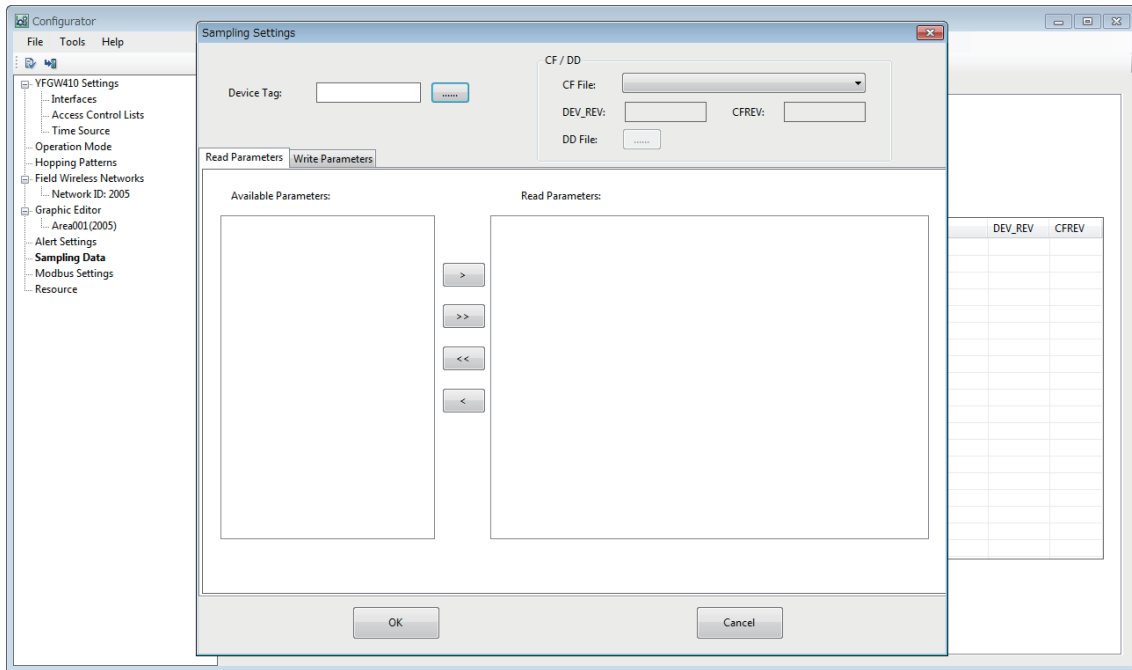 Configurator
File Tools Help
YFGW410 Settings
Interfaces
Access Control Lists
Time Source
Operation Mode
Hopping Patterns
Field Wireless Networks
Network ID: 2005
Graphic Editor
Area001(2005)
Alert Settings
Sampling Data
Modbus Settings
Resource
Sampling Settings
Device Tag:
......
CF / DD
CF File:
DEV_REV:
CFREV:
DD File:
......
Read Parameters
Write Parameters
Available Parameters:
Read Parameters:
>
>>
<<
<
OK
Cancel
DEV_REV
CFREV